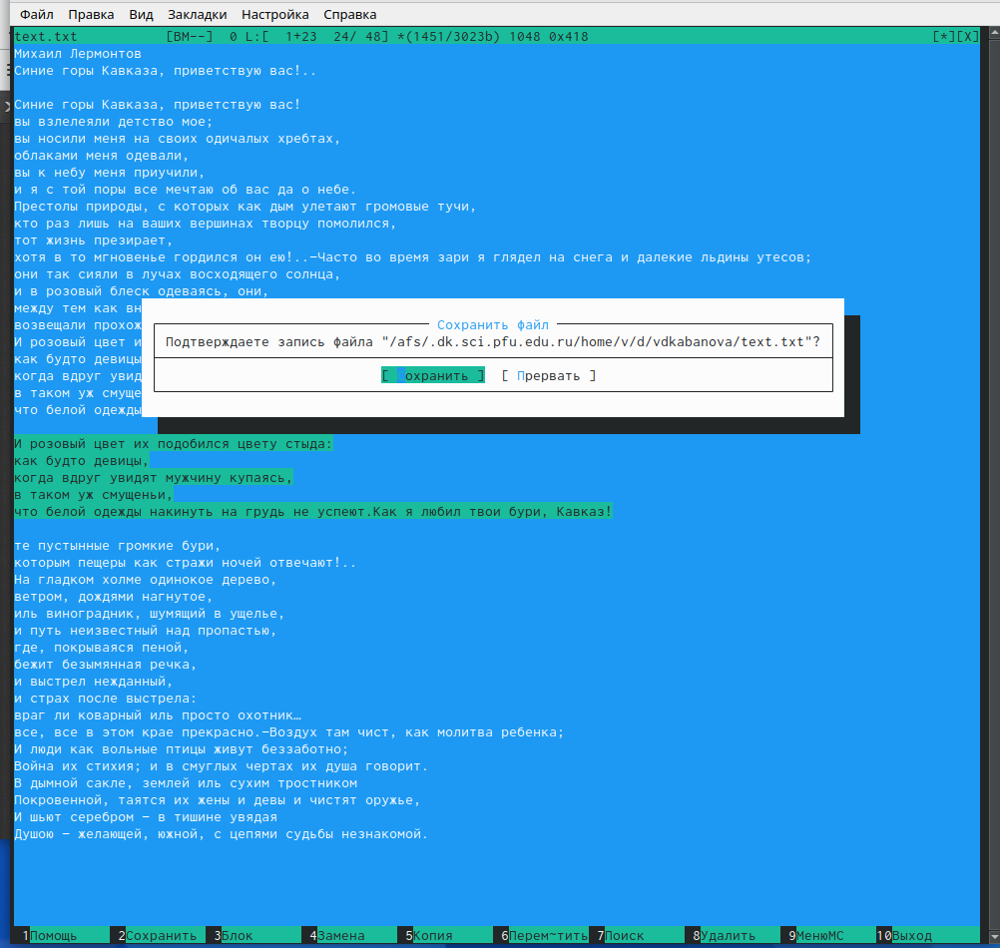 Файл Правка Вид Закладки Настройка Справка
text.txt [BM--] 0 L:[ 1+23 24/ 48] *(1451/3023b) 1048 0x418 [*][X]
Михаил Лермонтов
Синие горы Кавказа, приветствую вас!..
Синие горы Кавказа, приветствую вас!
вы взлелеяли детство мое;
вы носили меня на своих одичалых хребтах,
облаками меня одевали,
вы к небу меня приучили,
и я с той поры все мечтаю об вас да о небе.
Престолы природы, с которых как дым улетают громовые тучи,
кто раз лишь на ваших вершинах творцу помолился,
тот жизнь презирает,
хотя в то мгновенье гордился он ею!..—Часто во время зари я глядел на снега и далекие льдины утесов;
они так сияли в лучах восходящего солнца,
и в розовый блеск одеваясь, они,
между тем как вн
возвещали прохож
И розовый цвет и
как будто девицы
когда вдруг увид
в таком уж смуще
что белой одежды
Сохранить файл
Подтверждаете запись файла "/afs/.dk.sci.pfu.edu.ru/home/v/d/vdkabanova/text.txt"?
[ охранить ] [ Прервать ]
И розовый цвет их подобился цвету стыда:
как будто девицы,
когда вдруг увидят мужчину купаясь,
в таком уж смущеньи,
что белой одежды накинуть на грудь не успеют.Как я любил твои бури, Кавказ!
те пустынные громкие бури,
которым пещеры как стражи ночей отвечают!..
На гладком холме одинокое дерево,
ветром, дождями нагнутое,
иль виноградник, шумящий в ущелье,
и путь неизвестный над пропастью,
где, покрываяся пеной,
бежит безымянная речка,
и выстрел нежданный,
и страх после выстрела:
враг ли коварный иль просто охотник…
все, все в этом крае прекрасно.—Воздух там чист, как молитва ребенка;
И люди как вольные птицы живут беззаботно;
Война их стихия; и в смуглых чертах их душа говорит.
В дымной сакле, землей иль сухим тростником
Покровенной, таятся их жены и девы и чистят оружье,
И шьют серебром — в тишине увядая
Душою — желающей, южной, с цепями судьбы незнакомой.
1Помощь 2Сохранить 3Блок 4Замена 5Копия 6Перем~тить 7Поиск 8Удалить 9МенюMC 10Выход